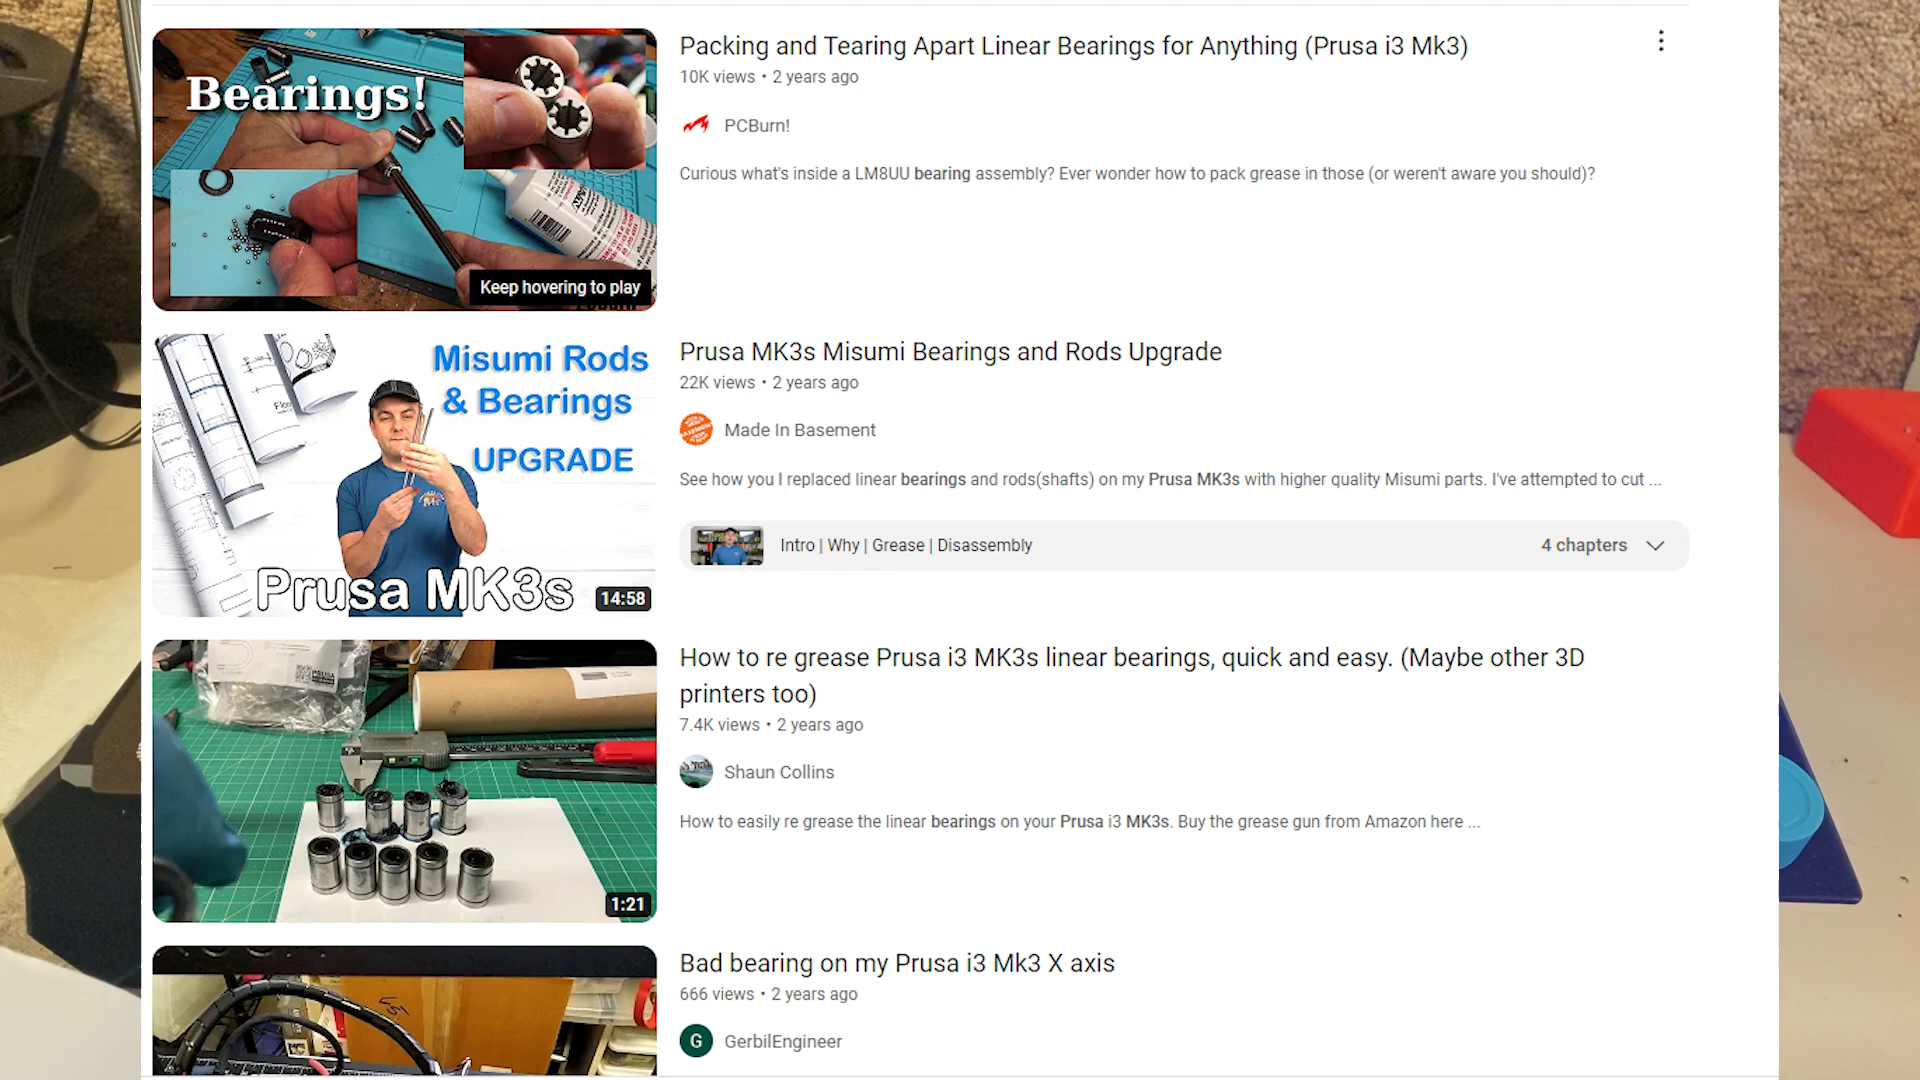 Bearings!
Keep hovering to play
Packing and Tearing Apart Linear Bearings for Anything (Prusa i3 Mk3)
10K views • 2 years ago
PCBurn!
Curious what's inside a LM8UU bearing assembly? Ever wonder how to pack grease in those (or weren't aware you should)?
Misumi Rods
& Bearings
UPGRADE
Prusa MK3s
14:58
Prusa MK3s Misumi Bearings and Rods Upgrade
22K views • 2 years ago
Made In Basement
See how you I replaced linear bearings and rods(shafts) on my Prusa MK3s with higher quality Misumi parts. I've attempted to cut ...
Intro | Why | Grease | Disassembly
4 chapters
1:21
How to re grease Prusa i3 MK3s linear bearings, quick and easy. (Maybe other 3D
printers too)
7.4K views • 2 years ago
Shaun Collins
How to easily re grease the linear bearings on your Prusa i3 MK3s. Buy the grease gun from Amazon here ...
Bad bearing on my Prusa i3 Mk3 X axis
666 views • 2 years ago
G
GerbilEngineer